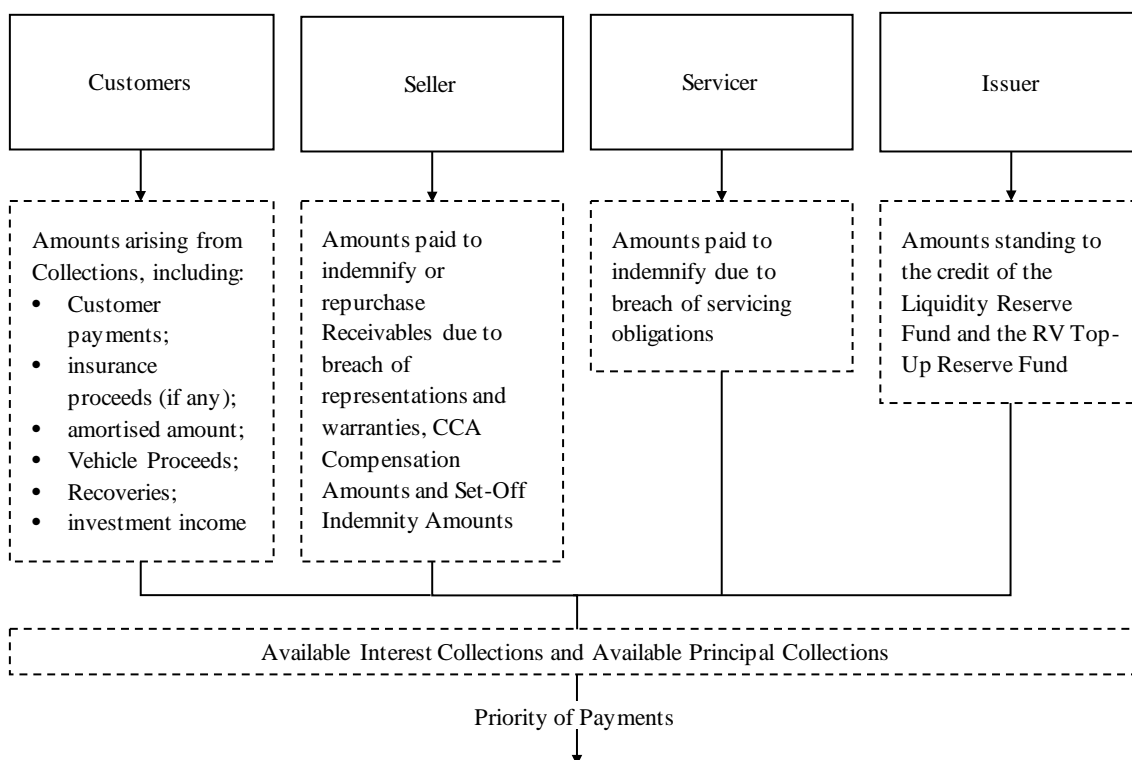 Customers
Seller
Servicer
Issuer
Amounts arising from
Collections, including:
• Customer
payments;
• insurance
proceeds (if any);
• amortised amount;
• Vehicle Proceeds;
• Recoveries;
• investment income
Amounts paid to
indemnify or
repurchase
Receivables due to
breach of
representations and
warranties, CCA
Compensation
Amounts and Set-Off
Indemnity Amounts
Amounts paid to
indemnify due to
breach of servicing
obligations
Amounts standing to
the credit of the
Liquidity Reserve
Fund and the RV Top-
Up Reserve Fund
Available Interest Collections and Available Principal Collections
Priority of Payments